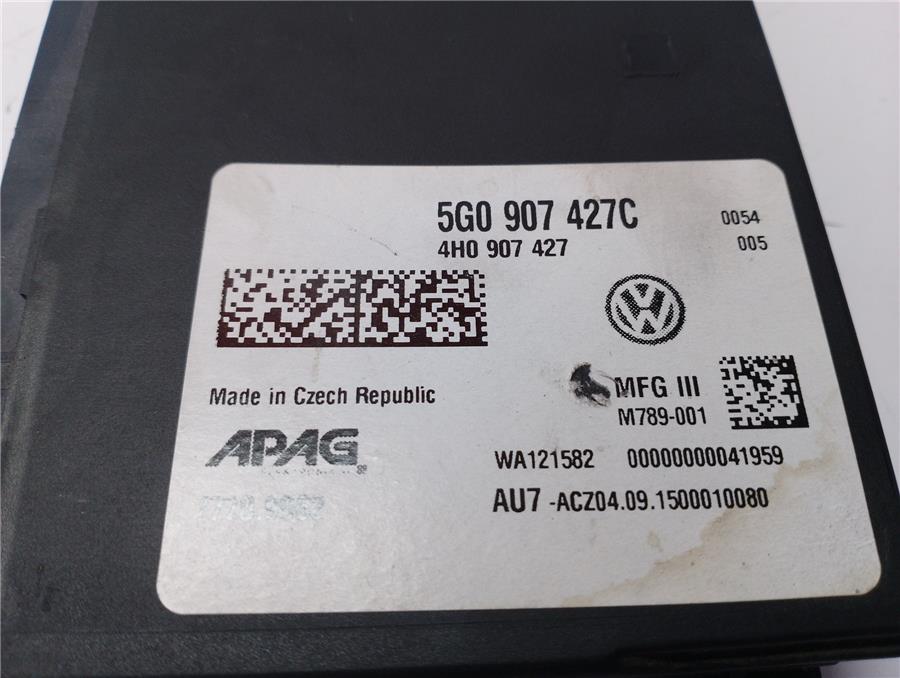 5G0 907 427C
0054
4H0 907 427
005
MFG III
M789-001
Made in Czech Republic
APAG
WA121582 00000000041959
AU7 -ACZ04.09.1500010080